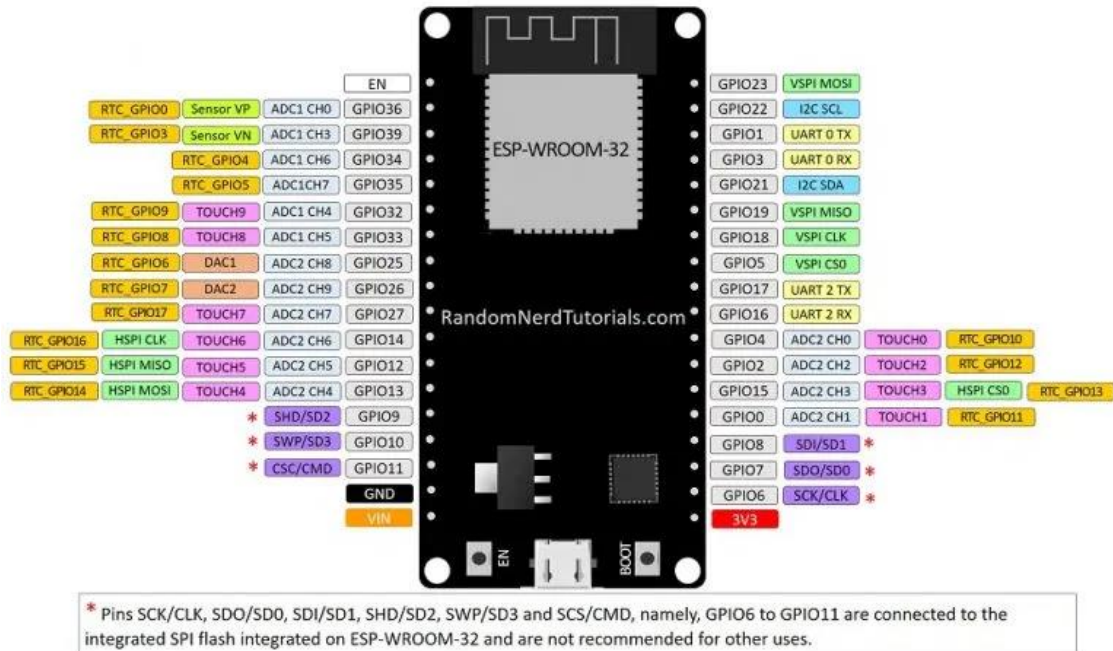 EN GPIO23 VSPI MOSI
RTC_GPIO0 Sensor VP ADC1 CH0 GPIO36 GPIO22 I2C SCL
RTC_GPIO3 Sensor VN ADC1 CH3 GPIO39 GPIO1 UART 0 TX
RTC_GPIO4 ADC1 CH6 GPIO34 ESP-WROOM-32 GPIO3 UART 0 RX
RTC_GPIO5 ADC1CH7 GPIO35 GPIO21 I2C SDA
RTC_GPIO9 TOUCH9 ADC1 CH4 GPIO32 GPIO19 VSPI MISO
RTC_GPIO8 TOUCH8 ADC1 CH5 GPIO33 GPIO18 VSPI CLK
RTC_GPIO6 DAC1 ADC2 CH8 GPIO25 GPIO5 VSPI CS0
RTC_GPIO7 DAC2 ADC2 CH9 GPIO26 GPIO17 UART 2 TX
RTC_GPIO17 TOUCH7 ADC2 CH7 GPIO27 RandomNerdTutorials.com GPIO16 UART 2 RX
RTC_GPIO16 HSPI CLK TOUCH6 ADC2 CH6 GPIO14 GPIO4 ADC2 CH0 TOUCH0 RTC_GPIO10
RTC_GPIO15 HSPI MISO TOUCH5 ADC2 CH5 GPIO12 GPIO2 ADC2 CH2 TOUCH2 RTC_GPIO12
RTC_GPIO14 HSPI MOSI TOUCH4 ADC2 CH4 GPIO13 GPIO15 ADC2 CH3 TOUCH3 HSPI CS0 RTC_GPIO13
* SHD/SD2 GPIO9 GPIO0 ADC2 CH1 TOUCH1 RTC_GPIO11
* SWP/SD3 GPIO10 GPIO8 SDI/SD1 *
* CSC/CMD GPIO11 GPIO7 SDO/SD0 *
GND GPIO6 SCK/CLK *
VIN 3V3
EN BOOT
* Pins SCK/CLK, SDO/SD0, SDI/SD1, SHD/SD2, SWP/SD3 and SCS/CMD, namely, GPIO6 to GPIO11 are connected to the
integrated SPI flash integrated on ESP-WROOM-32 and are not recommended for other uses.